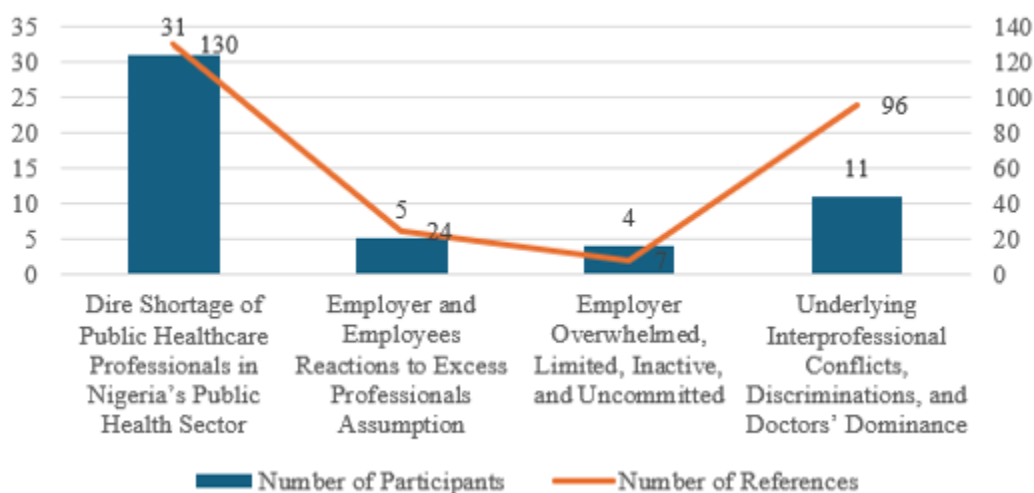 35
30
25
20
15
10
5
0
140
120
100
80
60
40
20
0
31
130
5
24
4
7
11
96
Dire Shortage of
Public Healthcare
Professionals in
Nigeria’s Public
Health Sector
Employer and
Employees
Reactions to Excess
Professionals
Assumption
Employer
Overwhelmed,
Limited, Inactive,
and Uncommitted
Underlying
Interprofessional
Conflicts,
Discriminations, and
Doctors’ Dominance
Number of Participants
Number of References